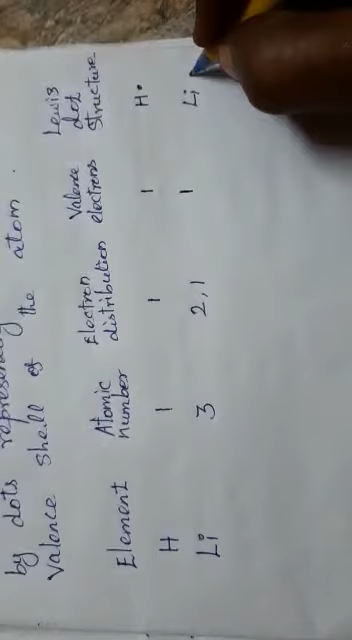 by dots representing
Valence shell of the atom.
Element Atomic number Electron distribution Valence electrons Lewis dot structure
H 1 1 1 H•
Li 3 2,1 1 Li